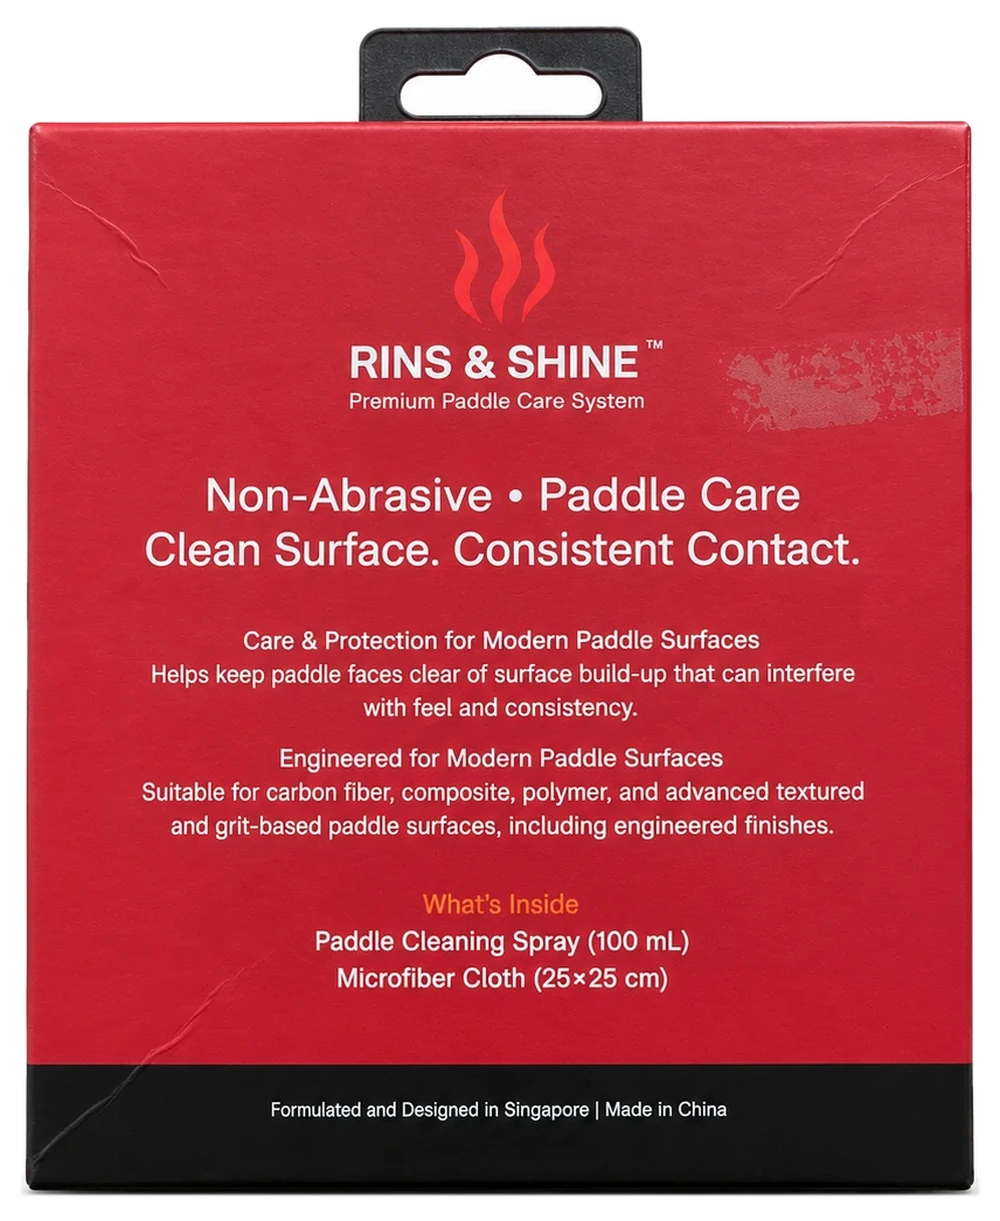 RINS & SHINE™
Premium Paddle Care System
Non-Abrasive • Paddle Care
Clean Surface. Consistent Contact.
Care & Protection for Modern Paddle Surfaces
Helps keep paddle faces clear of surface build-up that can interfere
with feel and consistency.
Engineered for Modern Paddle Surfaces
Suitable for carbon fiber, composite, polymer, and advanced textured
and grit-based paddle surfaces, including engineered finishes.
What’s Inside
Paddle Cleaning Spray (100 mL)
Microfiber Cloth (25×25 cm)
Formulated and Designed in Singapore | Made in China